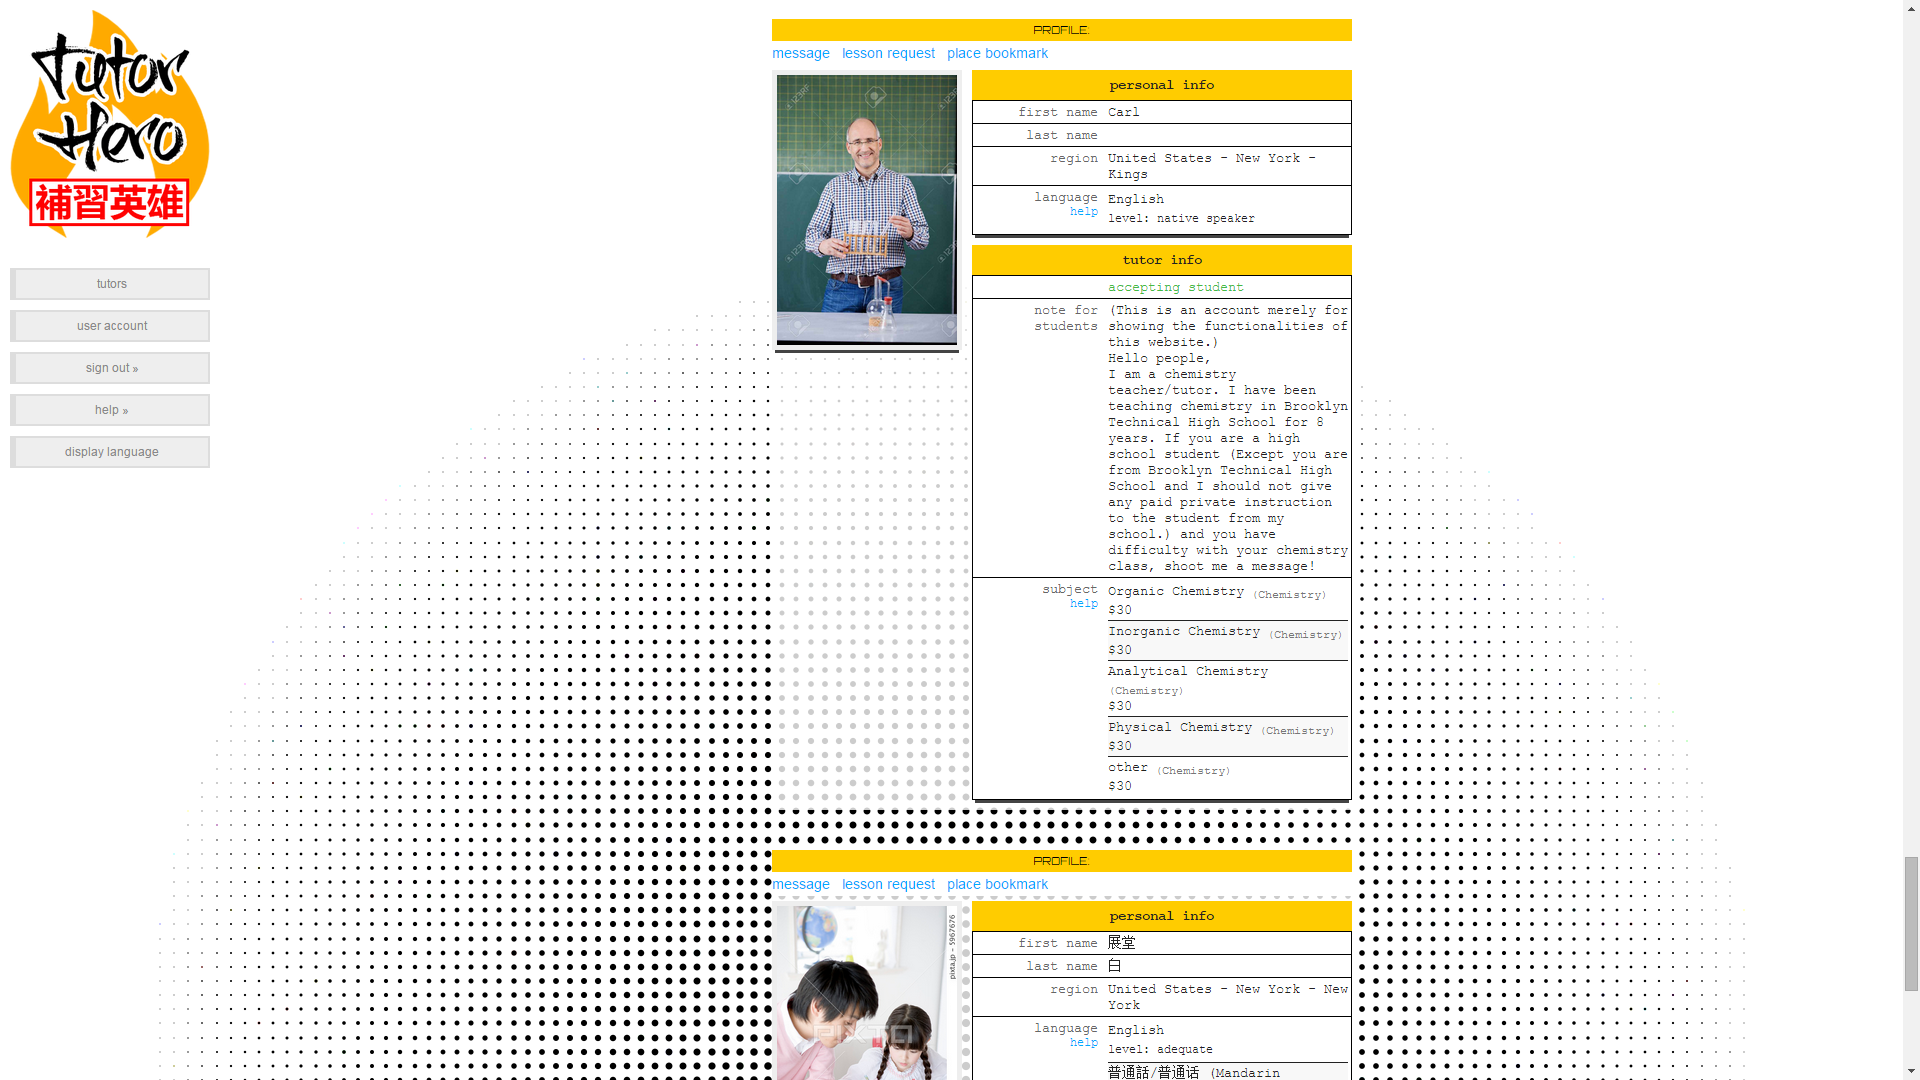 Tutor
Hero
補習英雄
tutors
user account
sign out »
help »
display language
PROFILE:
message lesson request place bookmark
personal info
first name Carl
last name
region United States - New York -
Kings
language English
help
level: native speaker
tutor info
accepting student
note for (This is an account merely for
students showing the functionalities of
this website.)
Hello people,
I am a chemistry
teacher/tutor. I have been
teaching chemistry in Brooklyn
Technical High School for 8
years. If you are a high
school student (Except you are
from Brooklyn Technical High
School and I should not give
any paid private instruction
to the student from my
school.) and you have
difficulty with your chemistry
class, shoot me a message!
subject Organic Chemistry (Chemistry)
help
$30
Inorganic Chemistry (Chemistry)
$30
Analytical Chemistry
(Chemistry)
$30
Physical Chemistry (Chemistry)
$30
other (Chemistry)
$30
PROFILE:
message lesson request place bookmark
pixta.jp - 5967676
PIXTA
personal info
first name 展堂
last name 白
region United States - New York - New
York
language English
help
level: adequate
普通話/普通话 (Mandarin